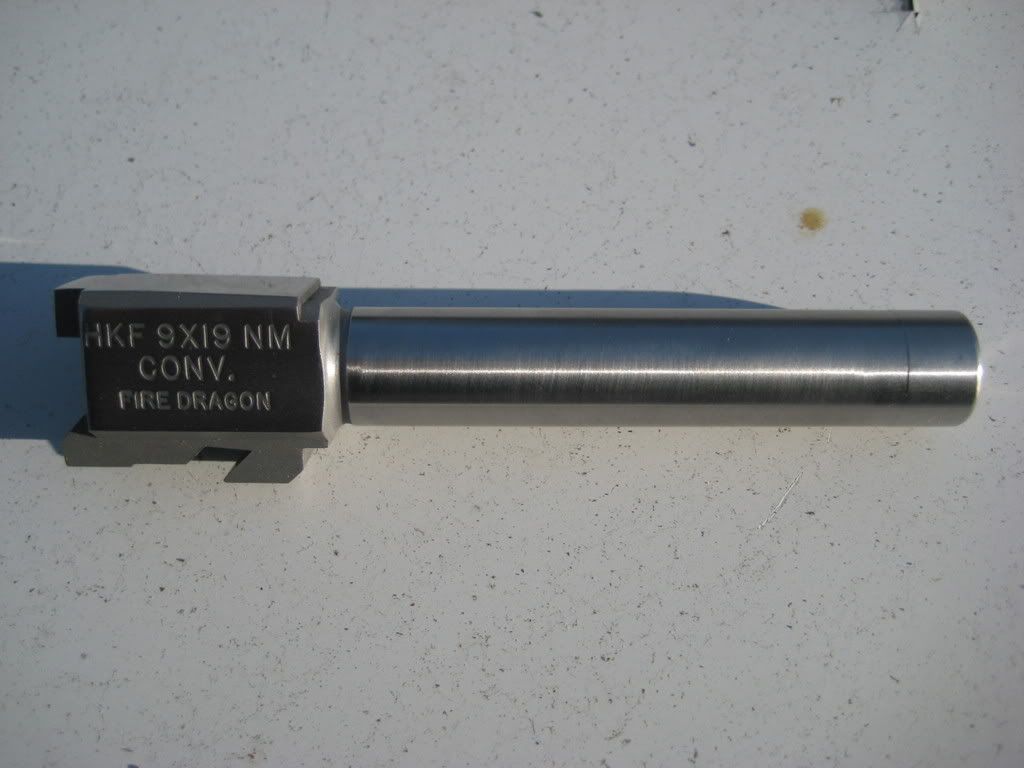 HKF 9X19 NM
CONV.
FIRE DRAGON